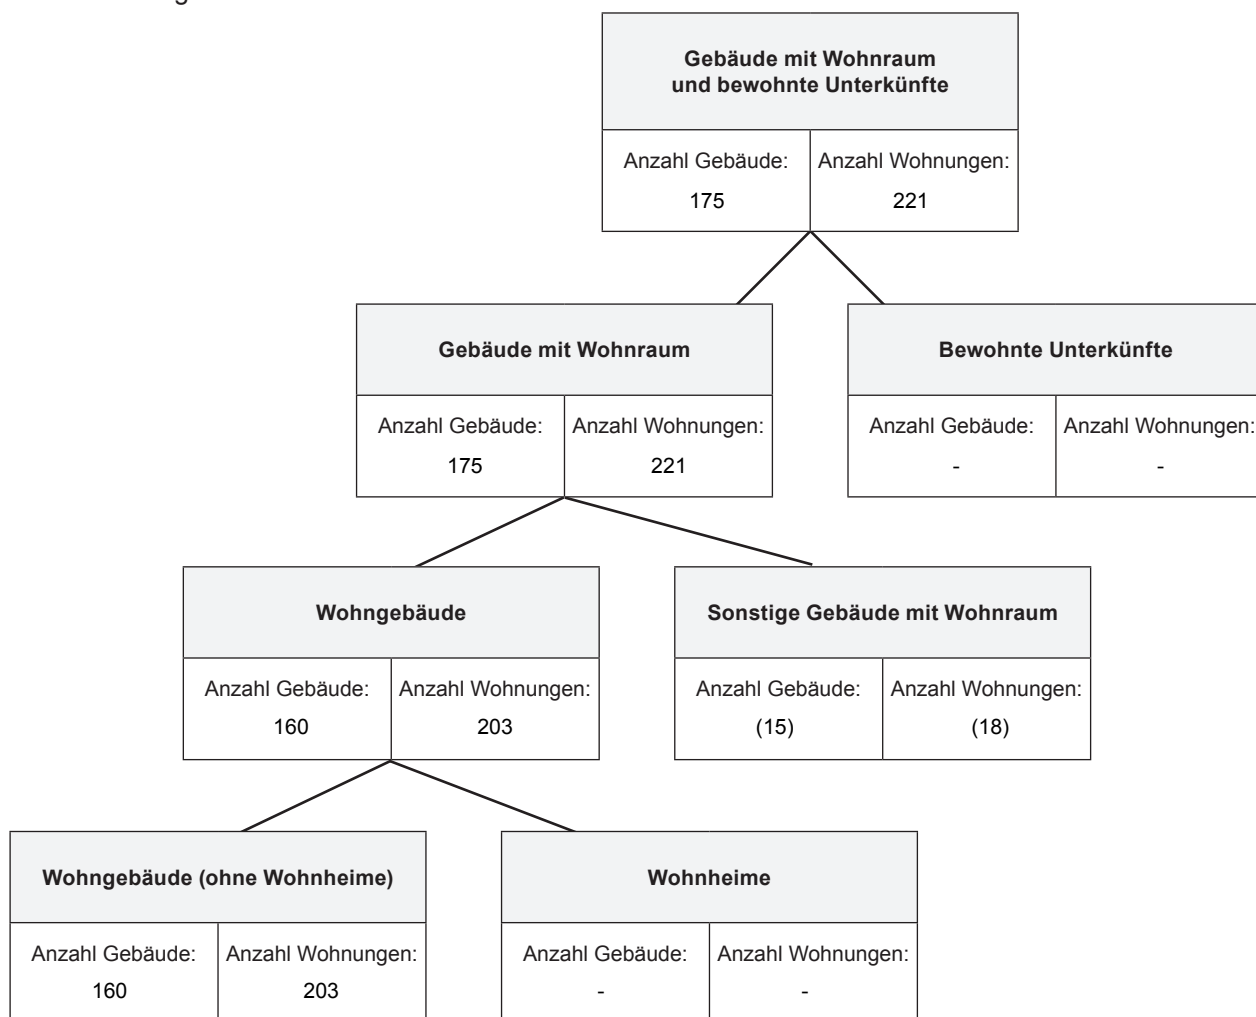 Gebäude mit Wohnraum
und bewohnte Unterkünfte
Anzahl Gebäude: Anzahl Wohnungen:
175 221
Gebäude mit Wohnraum
Anzahl Gebäude: Anzahl Wohnungen:
175 221
Bewohnte Unterkünfte
Anzahl Gebäude: Anzahl Wohnungen:
- -
Wohngebäude
Anzahl Gebäude: Anzahl Wohnungen:
160 203
Sonstige Gebäude mit Wohnraum
Anzahl Gebäude: Anzahl Wohnungen:
(15) (18)
Wohngebäude (ohne Wohnheime)
Anzahl Gebäude: Anzahl Wohnungen:
160 203
Wohnheime
Anzahl Gebäude: Anzahl Wohnungen:
- -